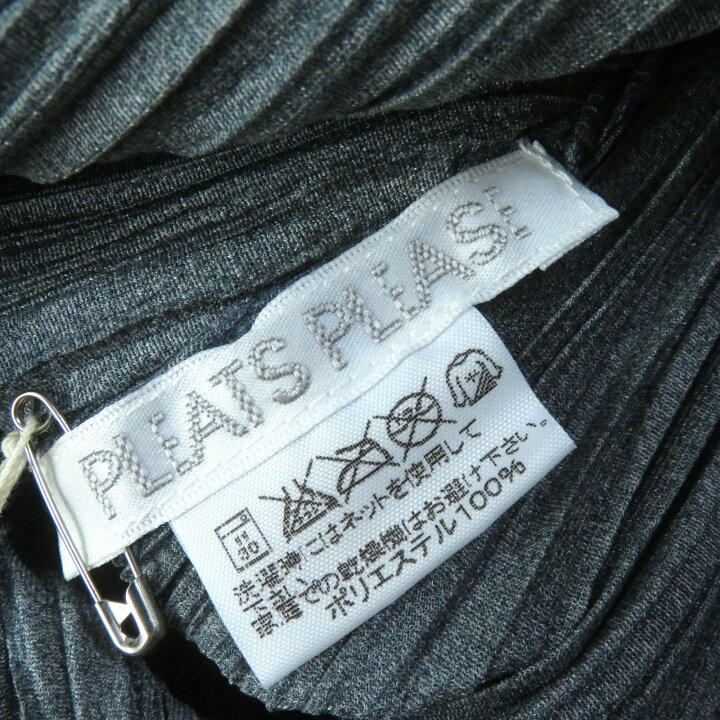 PLEATS PLEASE
弱
30
洗濯時にはネットを使用して
下さい。
家庭での乾燥機はお避け下さい。
ポリエステル100%